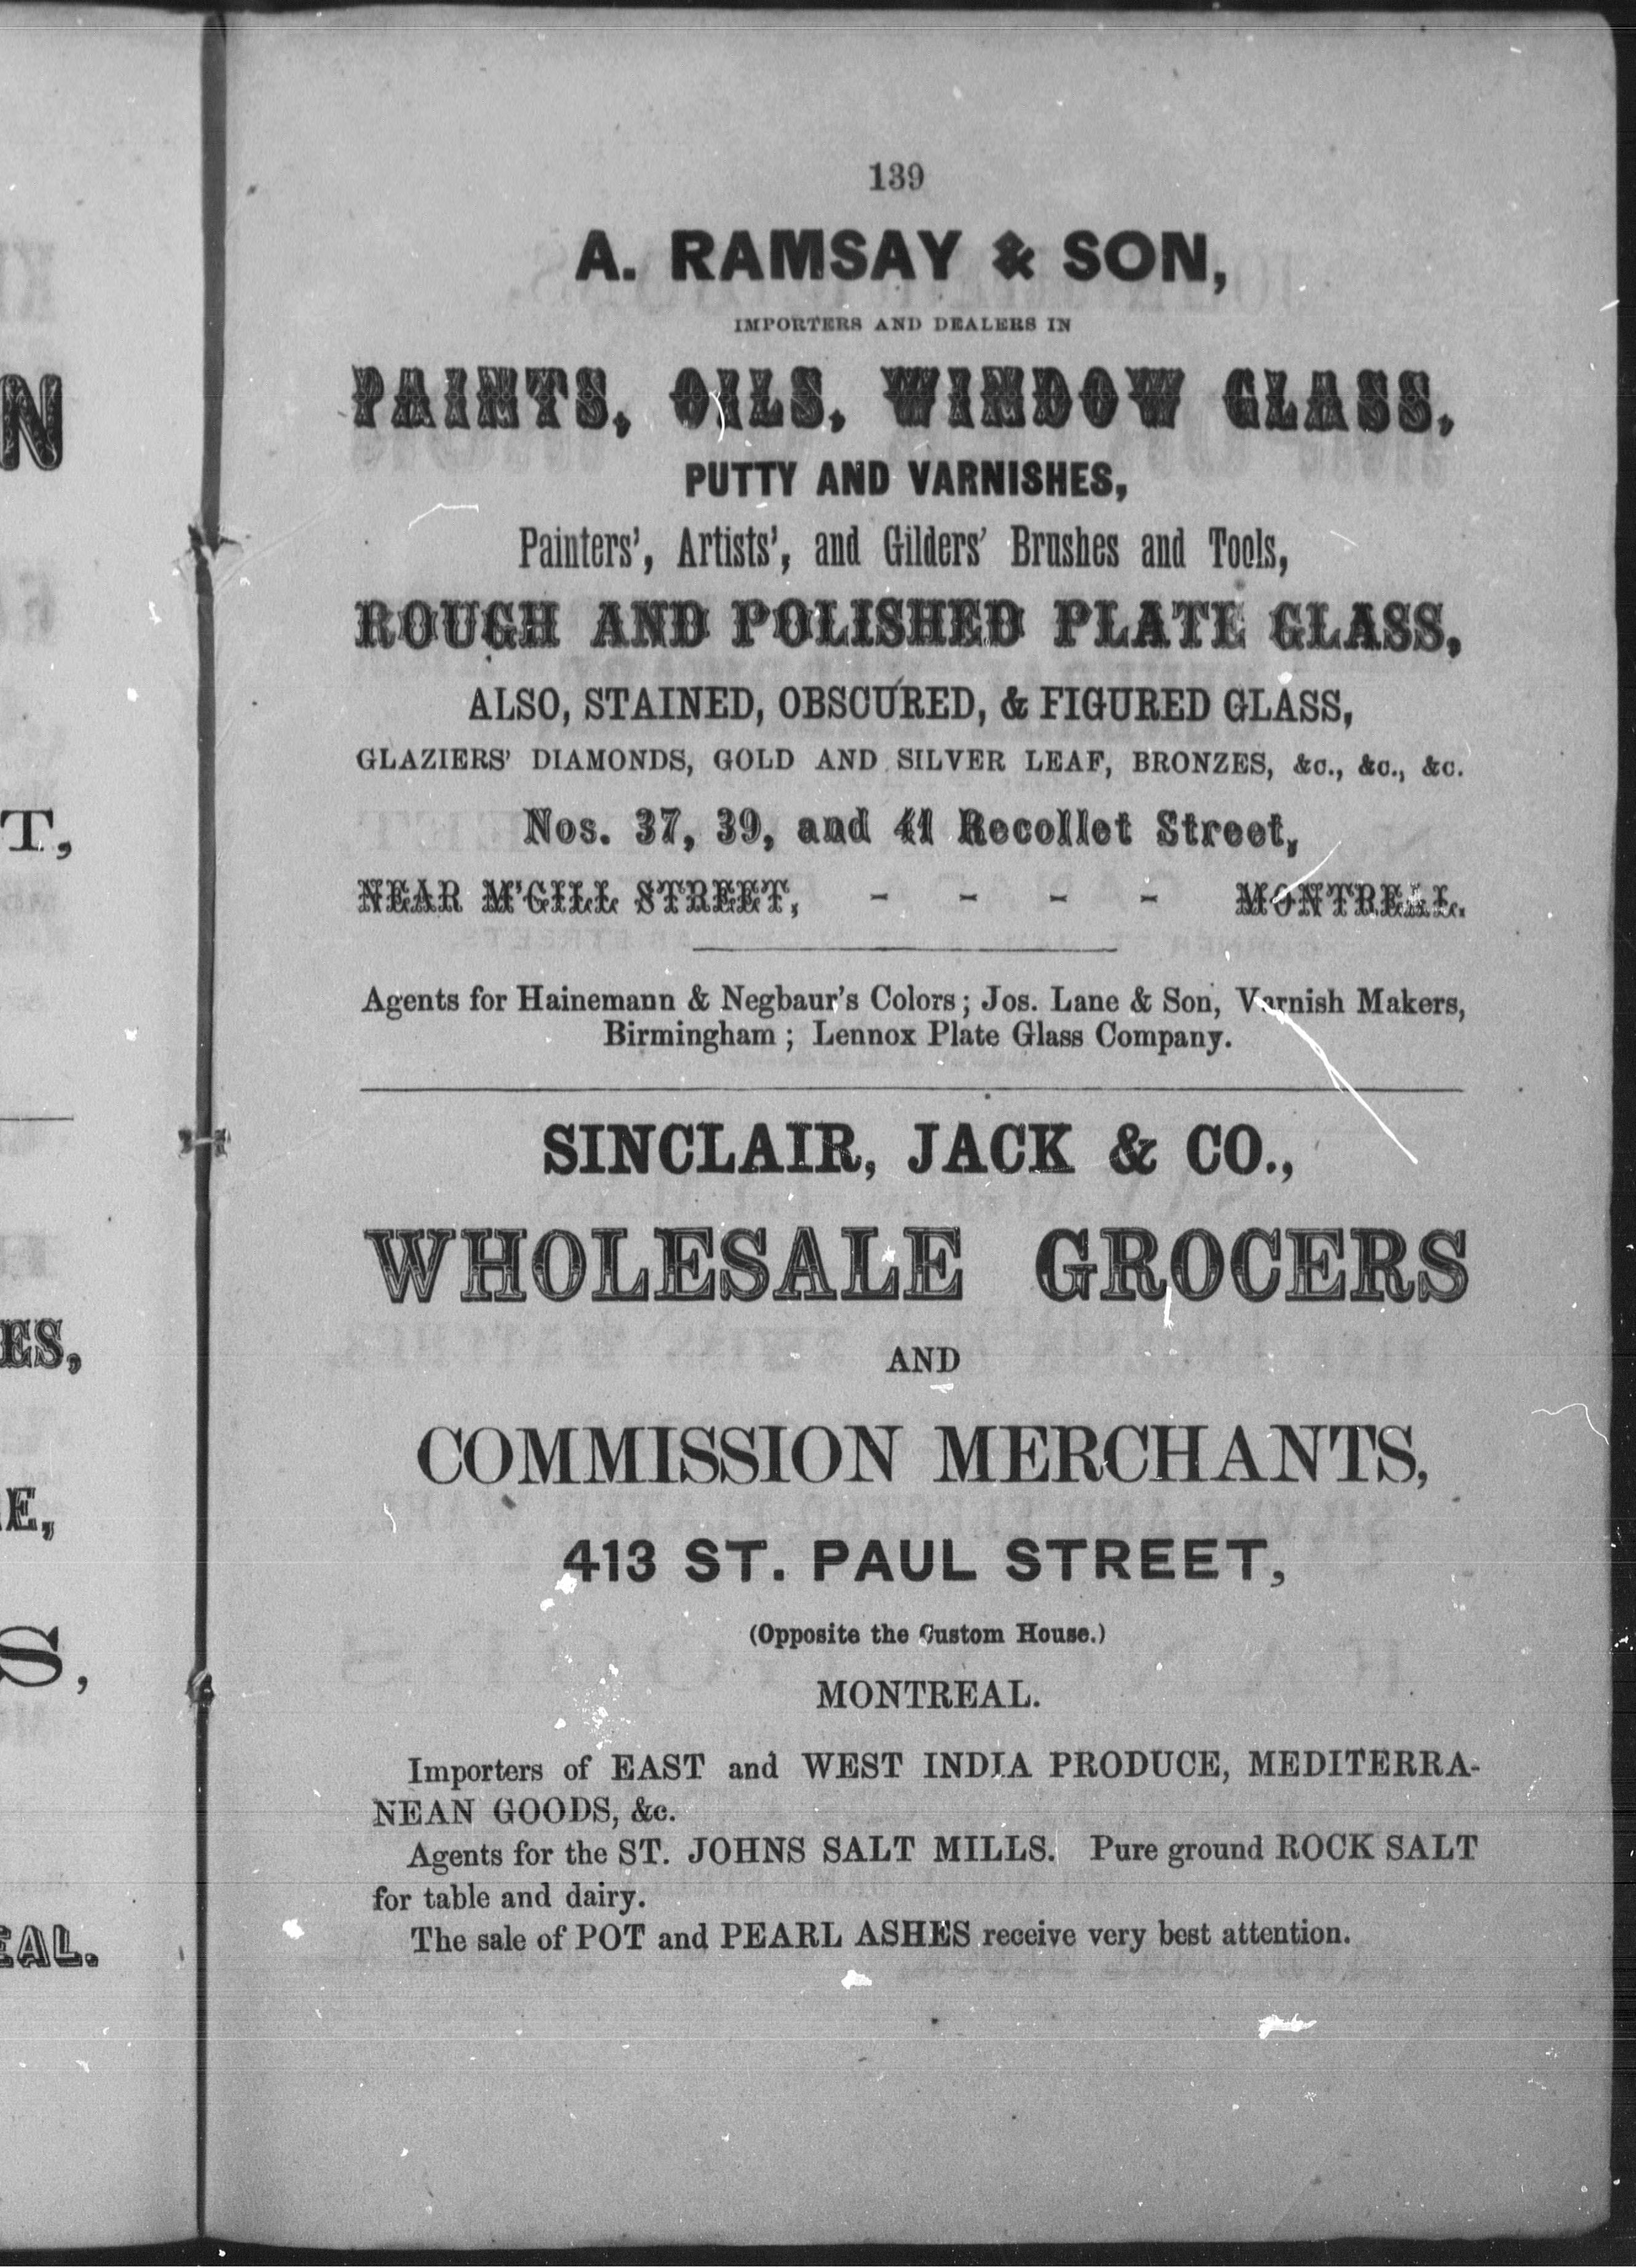 139
A. RAMSAY & SON,
IMPORTERS AND DEALERS IN
PAINTS, OILS, WINDOW GLASS,
PUTTY AND VARNISHES,
Painters', Artists', and Gilders' Brushes and Tools,
ROUGH AND POLISHED PLATE GLASS,
ALSO, STAINED, OBSCURED, & FIGURED GLASS,
GLAZIERS' DIAMONDS, GOLD AND SILVER LEAF, BRONZES, &c., &c., &c.
Nos. 37, 39, and 41 Recollet Street,
NEAR M'GILL STREET, - - - - MONTREAL.
Agents for Hainemann & Negbaur's Colors; Jos. Lane & Son, Varnish Makers,
Birmingham; Lennox Plate Glass Company.
SINCLAIR, JACK & CO.,
WHOLESALE GROCERS
AND
COMMISSION MERCHANTS,
413 ST. PAUL STREET,
(Opposite the Custom House.)
MONTREAL.
Importers of EAST and WEST INDIA PRODUCE, MEDITERRA-
NEAN GOODS, &c.
Agents for the ST. JOHNS SALT MILLS. Pure ground ROCK SALT
for table and dairy.
The sale of POT and PEARL ASHES receive very best attention.
N
T,
ES,
E,
S,
EAL.